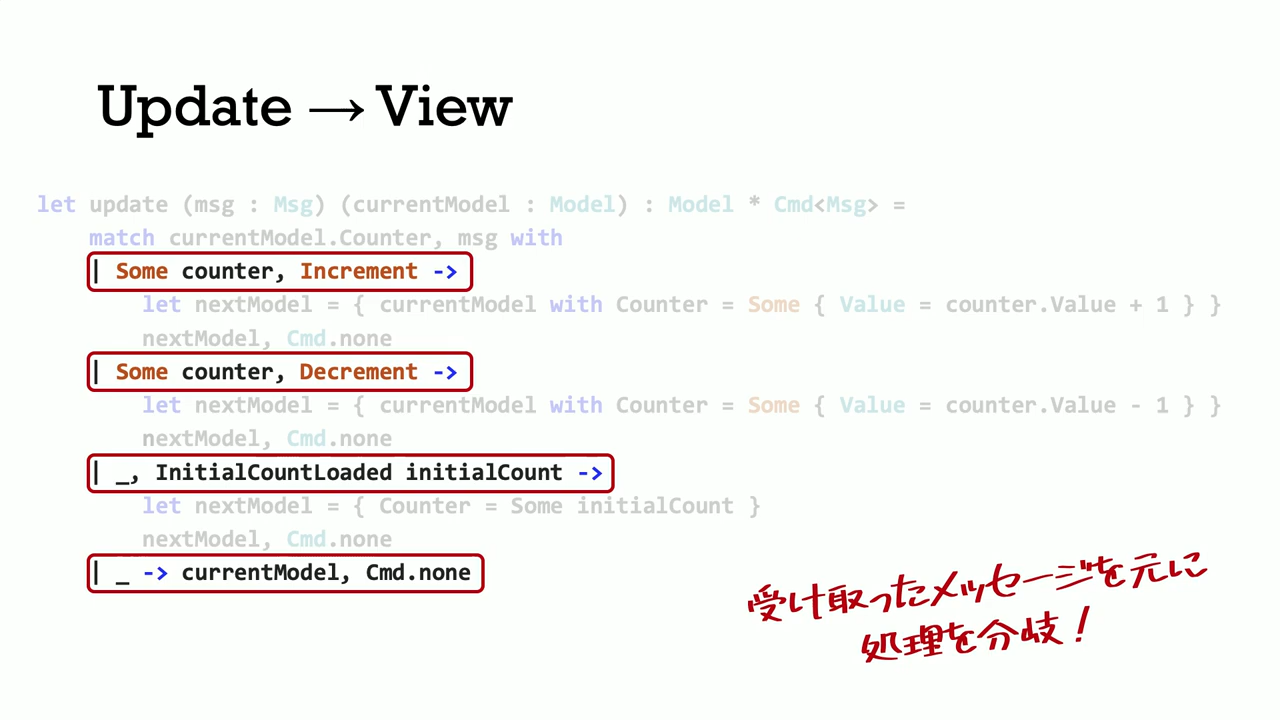 Update → View
let update (msg : Msg) (currentModel : Model) : Model * Cmd<Msg> =
match currentModel.Counter, msg with
| Some counter, Increment ->
let nextModel = { currentModel with Counter = Some { Value = counter.Value + 1 } }
nextModel, Cmd.none
| Some counter, Decrement ->
let nextModel = { currentModel with Counter = Some { Value = counter.Value - 1 } }
nextModel, Cmd.none
| _, InitialCountLoaded initialCount ->
let nextModel = { Counter = Some initialCount }
nextModel, Cmd.none
| _ -> currentModel, Cmd.none
受け取ったメッセージを元に
処理を分岐！